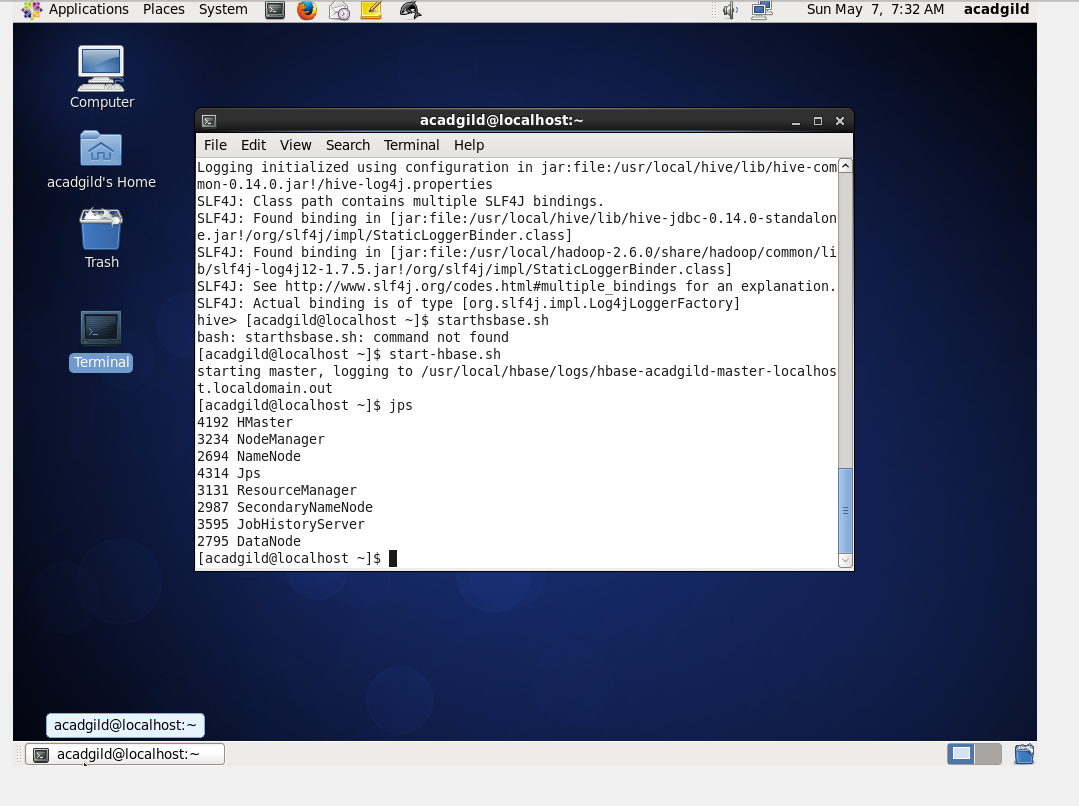 Applications Places System Sun May 7, 7:32 AM acadgild
Computer
acadgild's Home
Trash
Terminal
acadgild@localhost:~
File Edit View Search Terminal Help
Logging initialized using configuration in jar:file:/usr/local/hive/lib/hive-com
mon-0.14.0.jar!/hive-log4j.properties
SLF4J: Class path contains multiple SLF4J bindings.
SLF4J: Found binding in [jar:file:/usr/local/hive/lib/hive-jdbc-0.14.0-standalon
e.jar!/org/slf4j/impl/StaticLoggerBinder.class]
SLF4J: Found binding in [jar:file:/usr/local/hadoop-2.6.0/share/hadoop/common/li
b/slf4j-log4j12-1.7.5.jar!/org/slf4j/impl/StaticLoggerBinder.class]
SLF4J: See http://www.slf4j.org/codes.html#multiple_bindings for an explanation.
SLF4J: Actual binding is of type [org.slf4j.impl.Log4jLoggerFactory]
hive> [acadgild@localhost ~]$ starthsbase.sh
bash: starthsbase.sh: command not found
[acadgild@localhost ~]$ start-hbase.sh
starting master, logging to /usr/local/hbase/logs/hbase-acadgild-master-localhos
t.localdomain.out
[acadgild@localhost ~]$ jps
4192 HMaster
3234 NodeManager
2694 NameNode
4314 Jps
3131 ResourceManager
2987 SecondaryNameNode
3595 JobHistoryServer
2795 DataNode
[acadgild@localhost ~]$
acadgild@localhost:~
acadgild@localhost:~